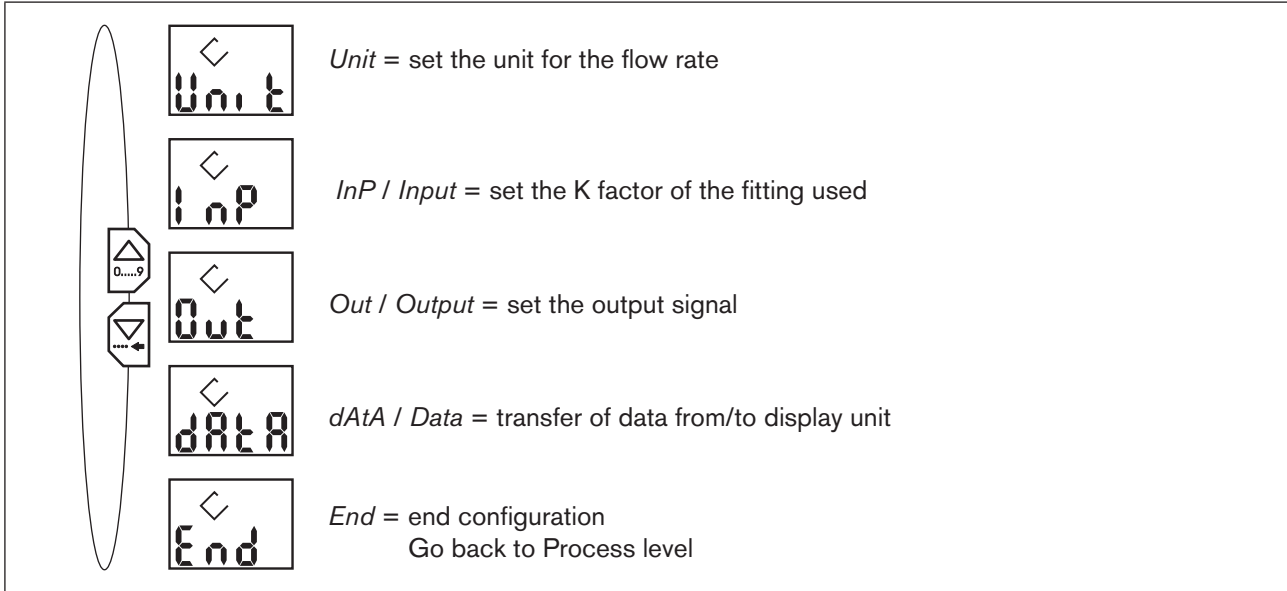 Unit
Unit = set the unit for the flow rate
InP
InP / Input = set the K factor of the fitting used
0.....9
Out
Out / Output = set the output signal
dAtA
dAtA / Data = transfer of data from/to display unit
End
End = end configuration
Go back to Process level